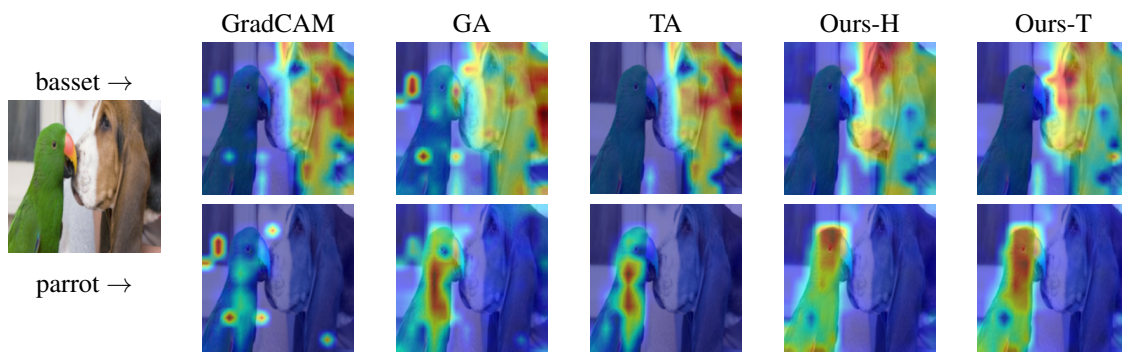 GradCAM GA TA Ours-H Ours-T
basset →
parrot →